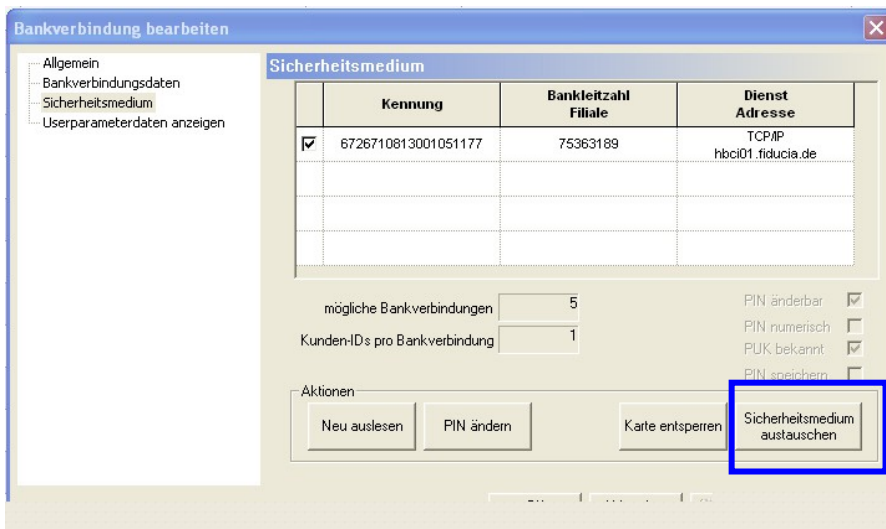 Bankverbindung bearbeiten
Allgemein
Bankverbindungsdaten
Sicherheitsmedium
Userparameterdaten anzeigen
Sicherheitsmedium
Kennung
Bankleitzahl
Filiale
Dienst
Adresse
6726710813001051177
75363189
TCP/IP
hbci01.fiducia.de
mögliche Bankverbindungen
5
Kunden-IDs pro Bankverbindung
1
PIN änderbar
PIN numerisch
PUK bekannt
PIN speichern
Aktionen
Neu auslesen
PIN ändern
Karte entsperren
Sicherheitsmedium
austauschen